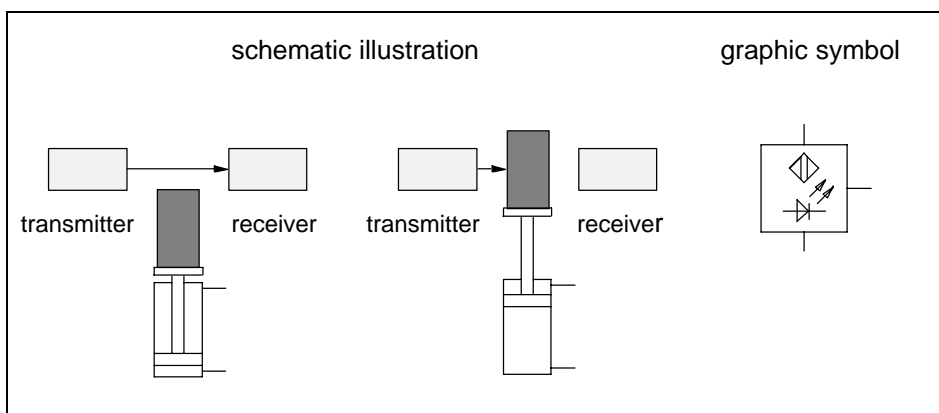 schematic illustration graphic symbol
transmitter receiver transmitter receiver